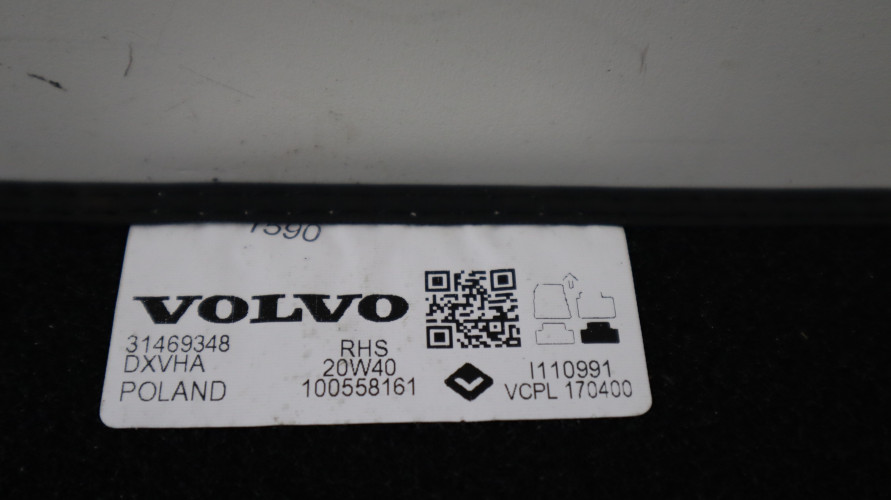 1590
VOLVO
31469348 RHS
DXVHA 20W40 I110991
POLAND 100558161 VCPL 170400